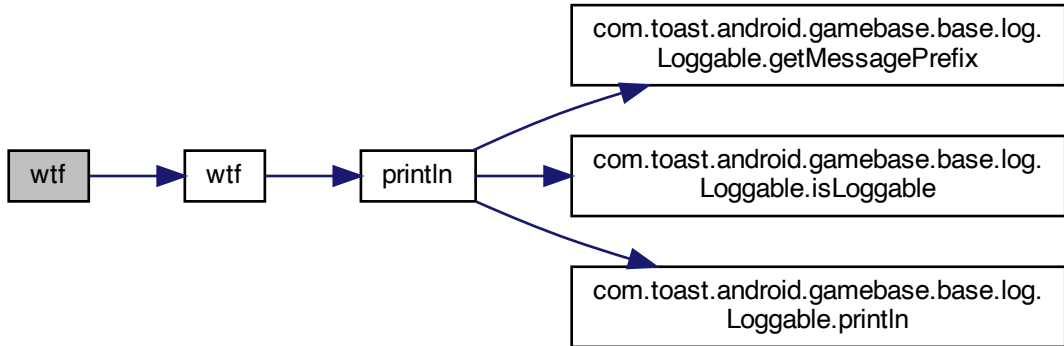 com.toast.android.gamebase.base.log.
Loggable.getMessagePrefix
wtf
wtf
println
com.toast.android.gamebase.base.log.
Loggable.isLoggable
com.toast.android.gamebase.base.log.
Loggable.println